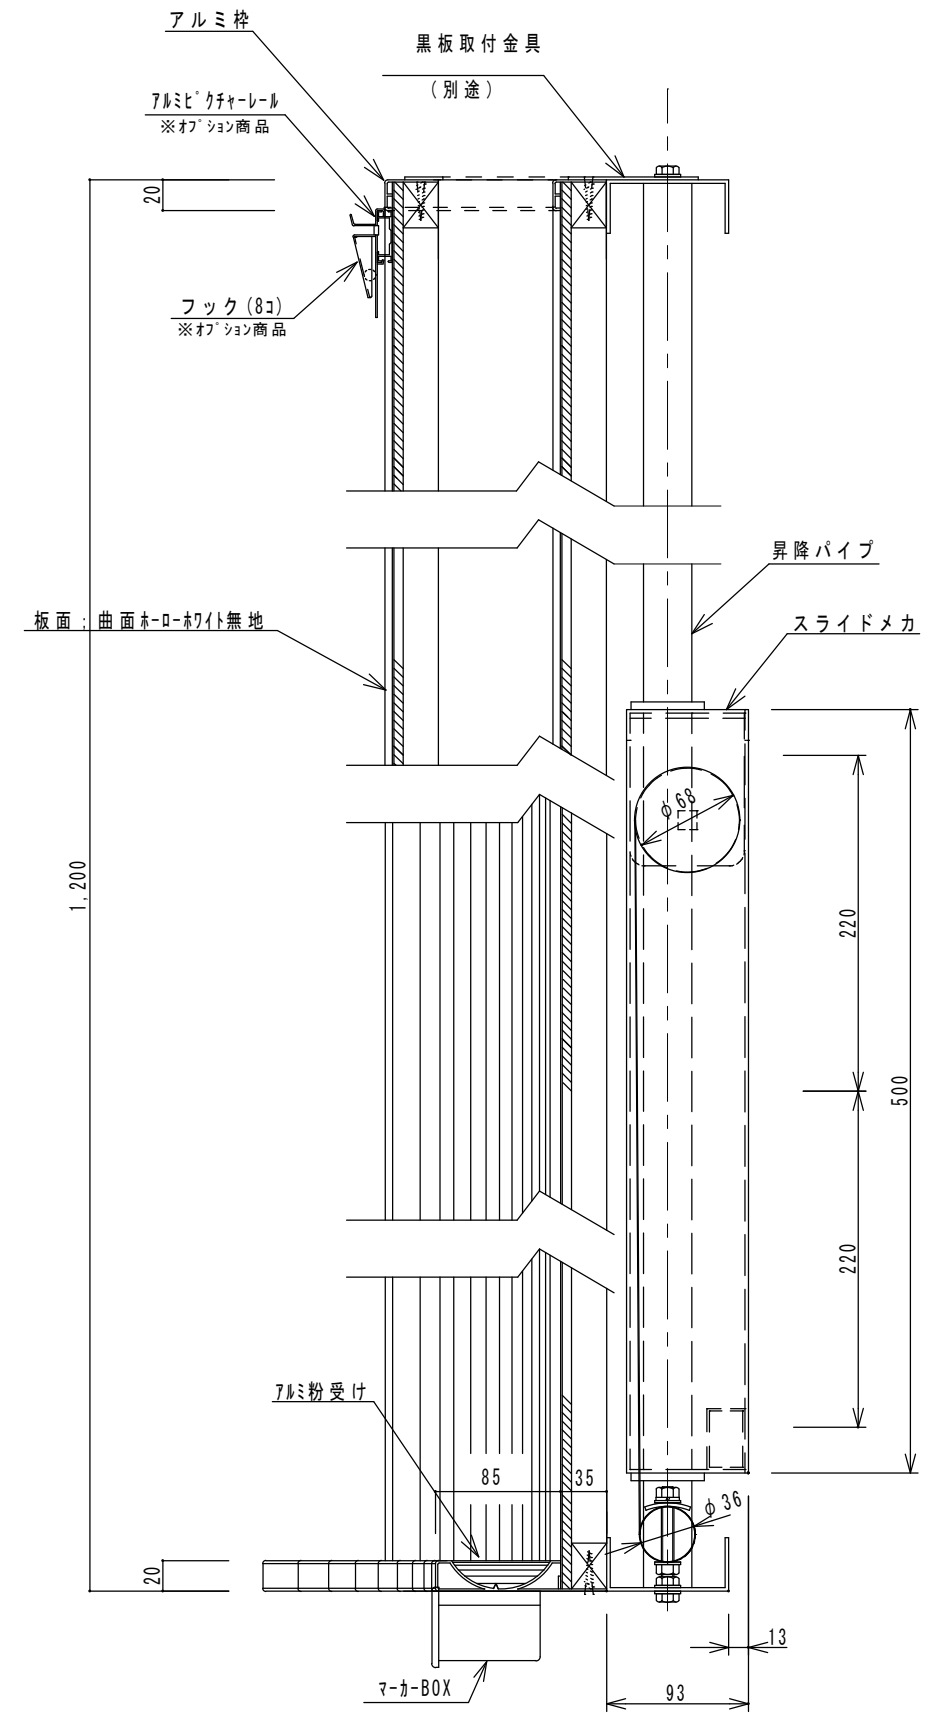 アルミ枠
黒板取付金具
(別途)
ｱﾙﾐﾋﾟｸﾁｬｰﾚｰﾙ
※ｵﾌﾟｼｮﾝ商品
20
フック(8ｺ)
※ｵﾌﾟｼｮﾝ商品
昇降パイプ
板面：曲面ﾎｰﾛｰﾎﾜｲﾄ無地
スライドメカ
φ68
1,200
220
500
220
ｱﾙﾐ粉受け
85
35
φ36
20
13
ﾏｰｶｰBOX
93